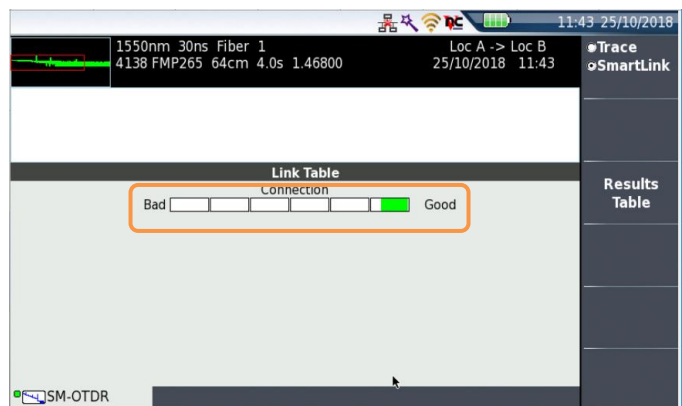 11:43 25/10/2018
1550nm 30ns Fiber 1 Loc A -> Loc B
4138 FMP265 64cm 4.0s 1.46800 25/10/2018 11:43
Trace
SmartLink
Link Table
Connection
Bad Good
Results
Table
SM-OTDR